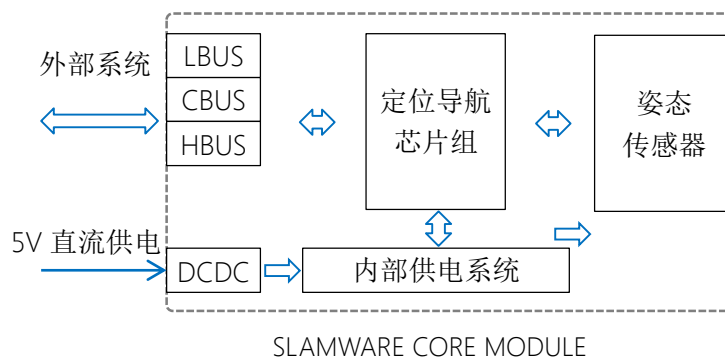 外部系统
LBUS
CBUS
HBUS
定位导航
芯片组
姿态
传感器
5V 直流供电
DCDC
内部供电系统
SLAMWARE CORE MODULE